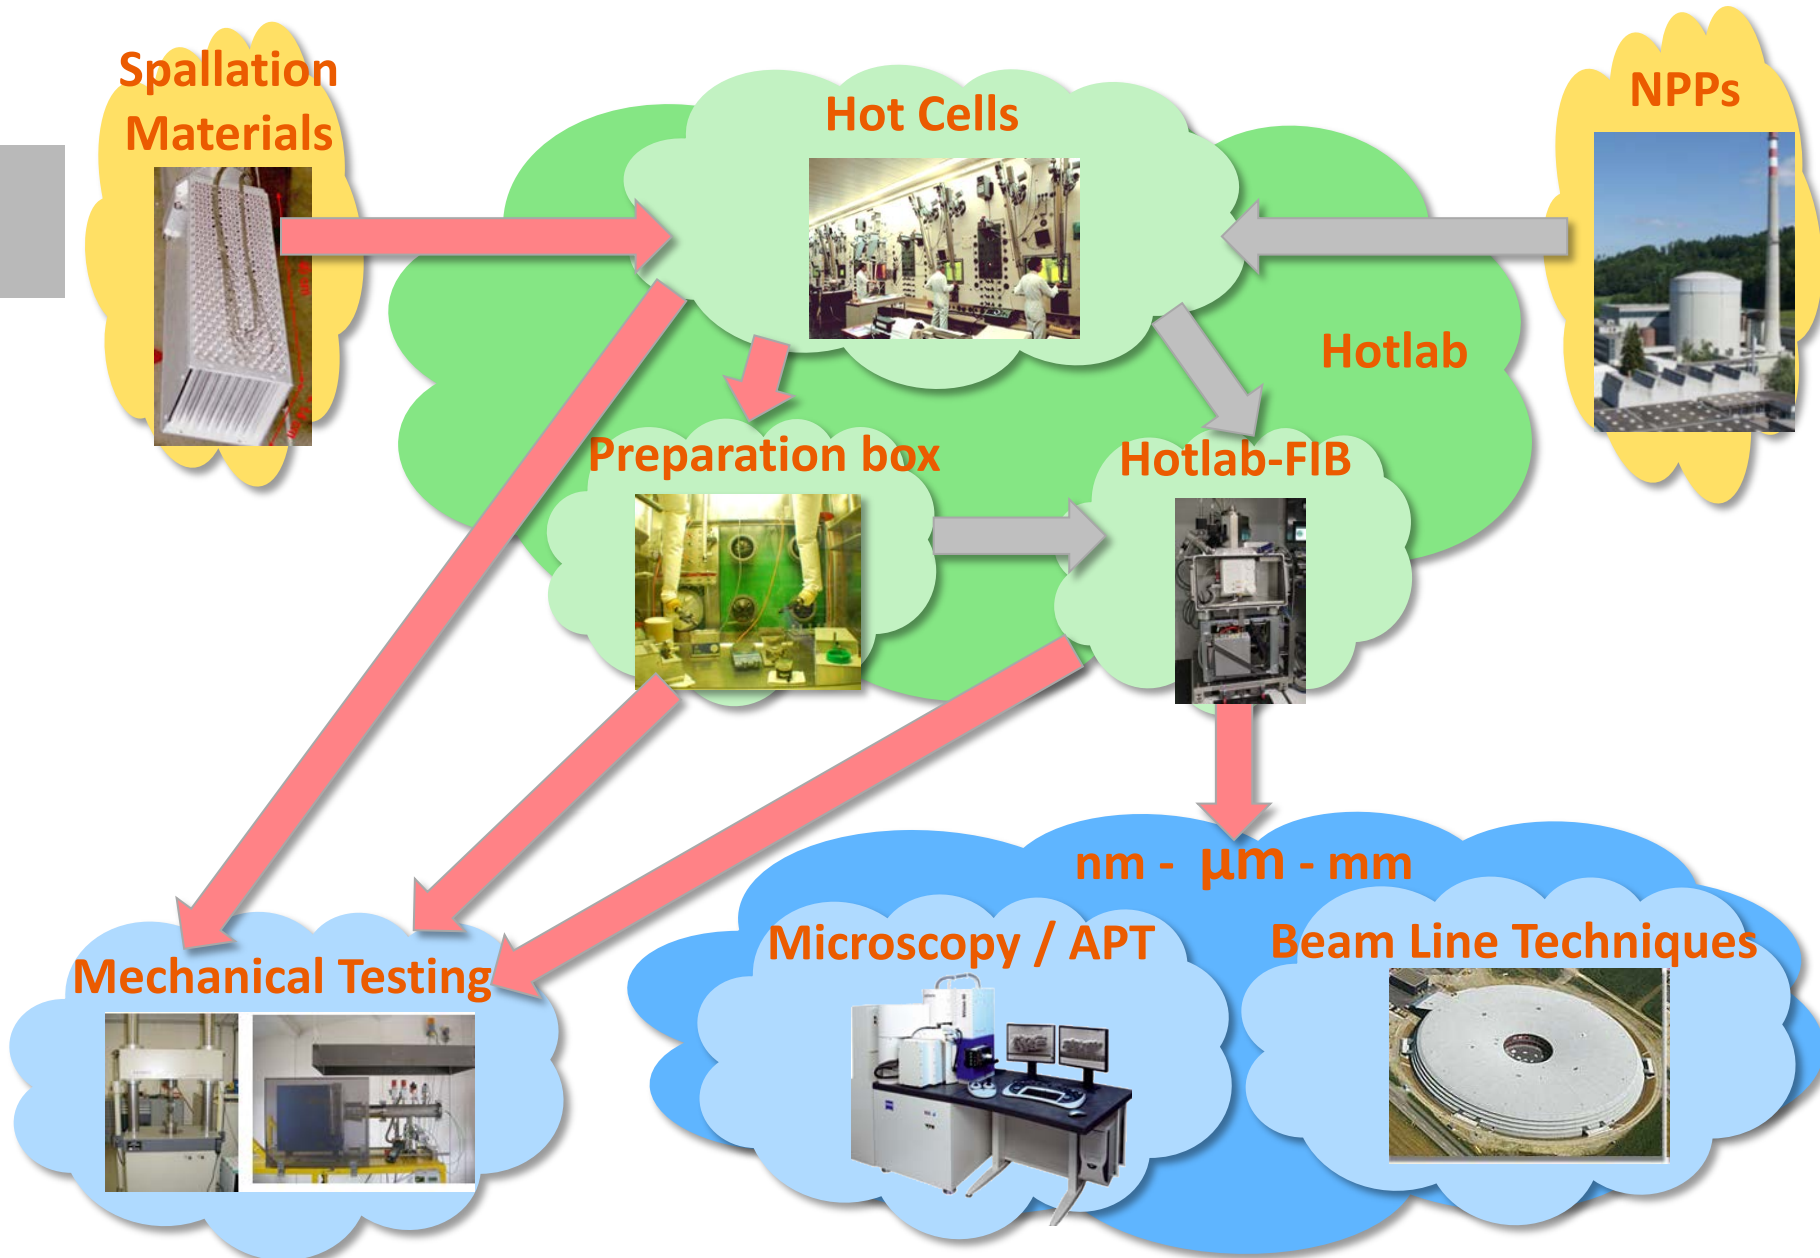 Spallation
Materials
Hot Cells
NPPs
Hotlab
Preparation box
Hotlab-FIB
nm - µm - mm
Microscopy / APT
Beam Line Techniques
Mechanical Testing